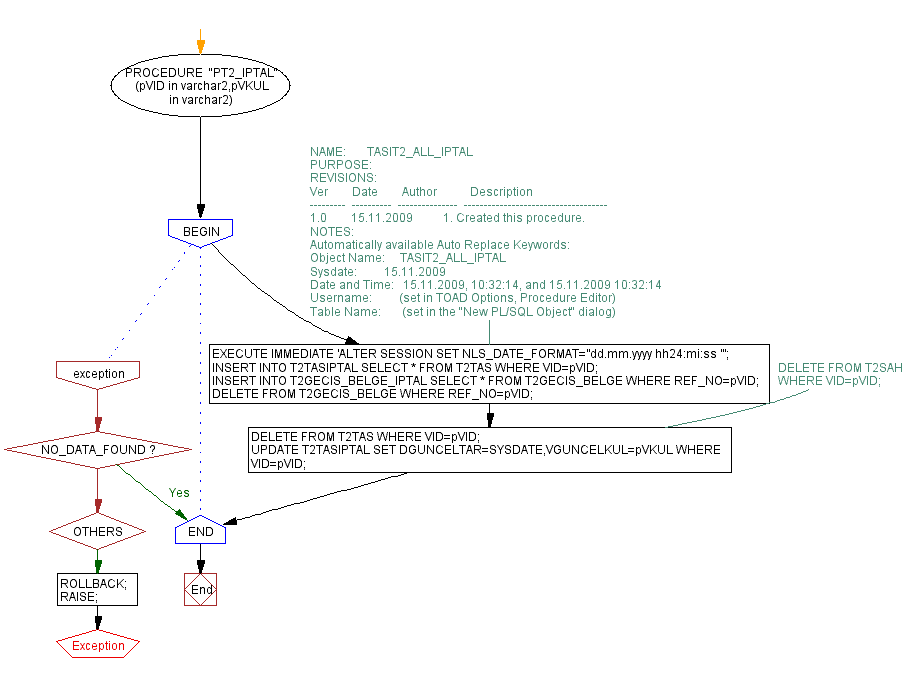 PROCEDURE "PT2_IPTAL"
(pVID in varchar2,pVKUL
in varchar2)
NAME: TASIT2_ALL_IPTAL
PURPOSE:
REVISIONS:
Ver Date Author Description
--------- ---------- --------------- ------------------------------------
1.0 15.11.2009 1. Created this procedure.
NOTES:
Automatically available Auto Replace Keywords:
Object Name: TASIT2_ALL_IPTAL
Sysdate: 15.11.2009
Date and Time: 15.11.2009, 10:32:14, and 15.11.2009 10:32:14
Username: (set in TOAD Options, Procedure Editor)
Table Name: (set in the "New PL/SQL Object" dialog)
BEGIN
EXECUTE IMMEDIATE 'ALTER SESSION SET NLS_DATE_FORMAT="dd.mm.yyyy hh24:mi:ss "';
INSERT INTO T2TASIPTAL SELECT * FROM T2TAS WHERE VID=pVID;
INSERT INTO T2GECIS_BELGE_IPTAL SELECT * FROM T2GECIS_BELGE WHERE REF_NO=pVID;
DELETE FROM T2GECIS_BELGE WHERE REF_NO=pVID;
DELETE FROM T2SAH
WHERE VID=pVID;
exception
DELETE FROM T2TAS WHERE VID=pVID;
UPDATE T2TASIPTAL SET DGUNCELTAR=SYSDATE,VGUNCELKUL=pVKUL WHERE
VID=pVID;
NO_DATA_FOUND ?
Yes
OTHERS
END
ROLLBACK;
RAISE;
End
Exception